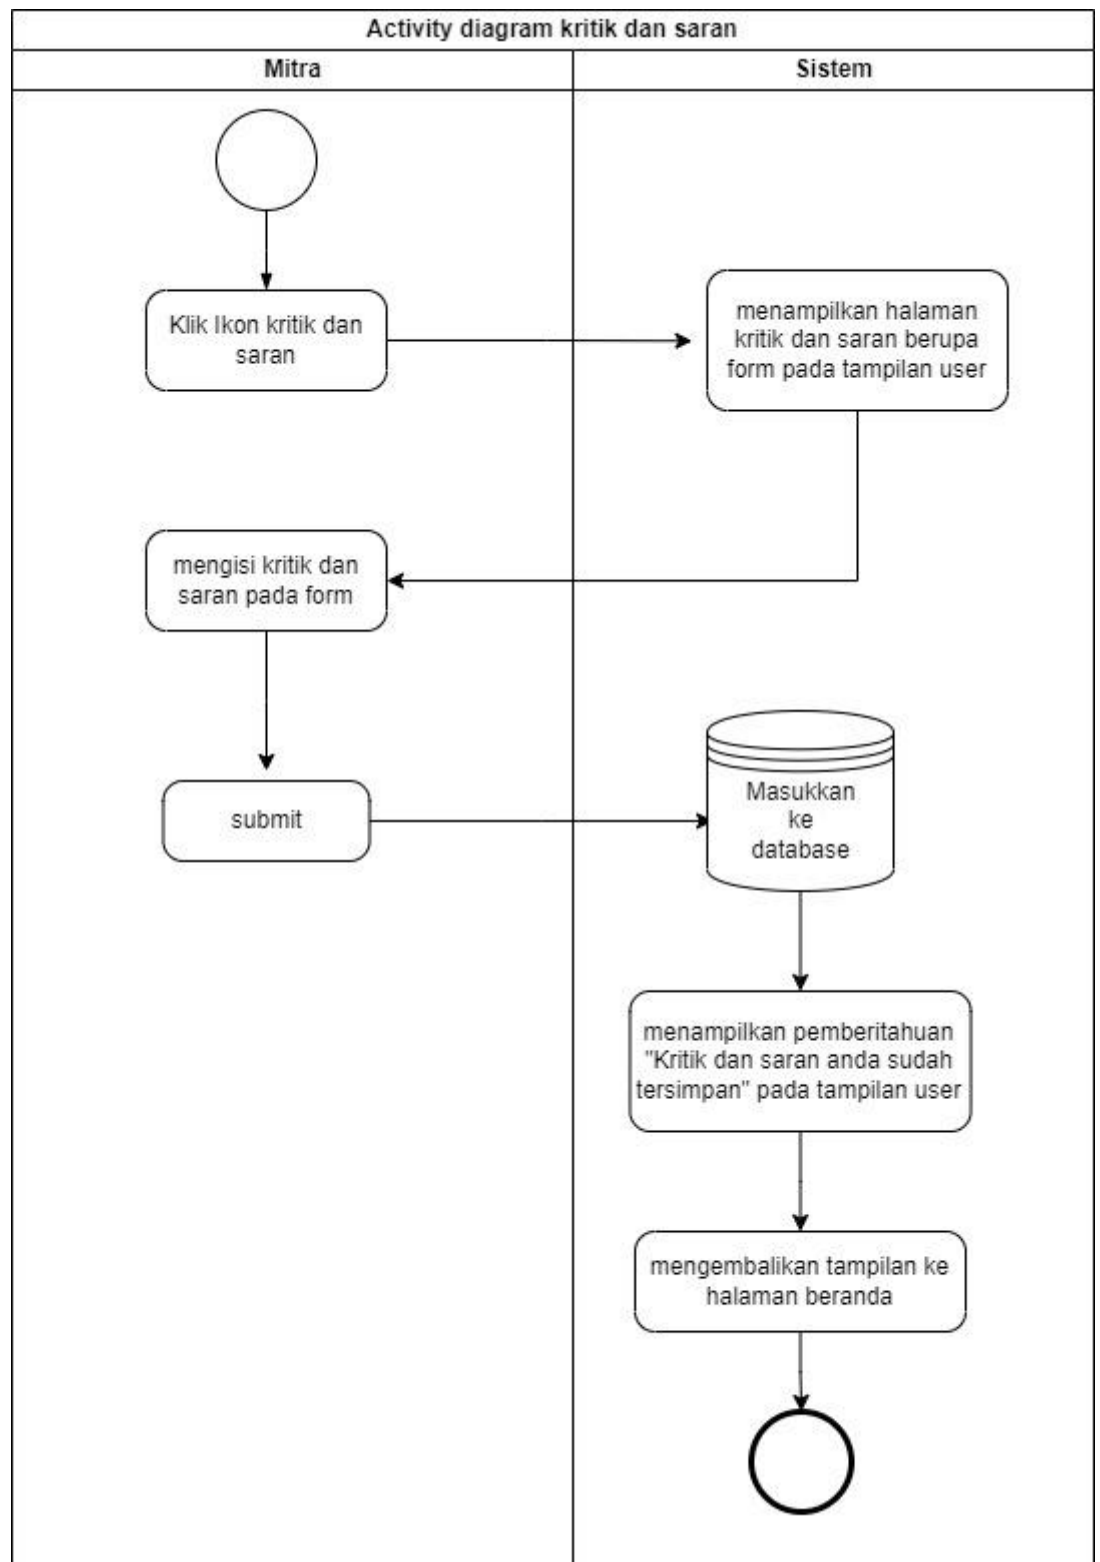 Activity diagram kritik dan saran
Mitra
Sistem
Klik Ikon kritik dan
saran
menampilkan halaman
kritik dan saran berupa
form pada tampilan user
mengisi kritik dan
saran pada form
submit
Masukkan
ke
database
menampilkan pemberitahuan
"Kritik dan saran anda sudah
tersimpan" pada tampilan user
mengembalikan tampilan ke
halaman beranda